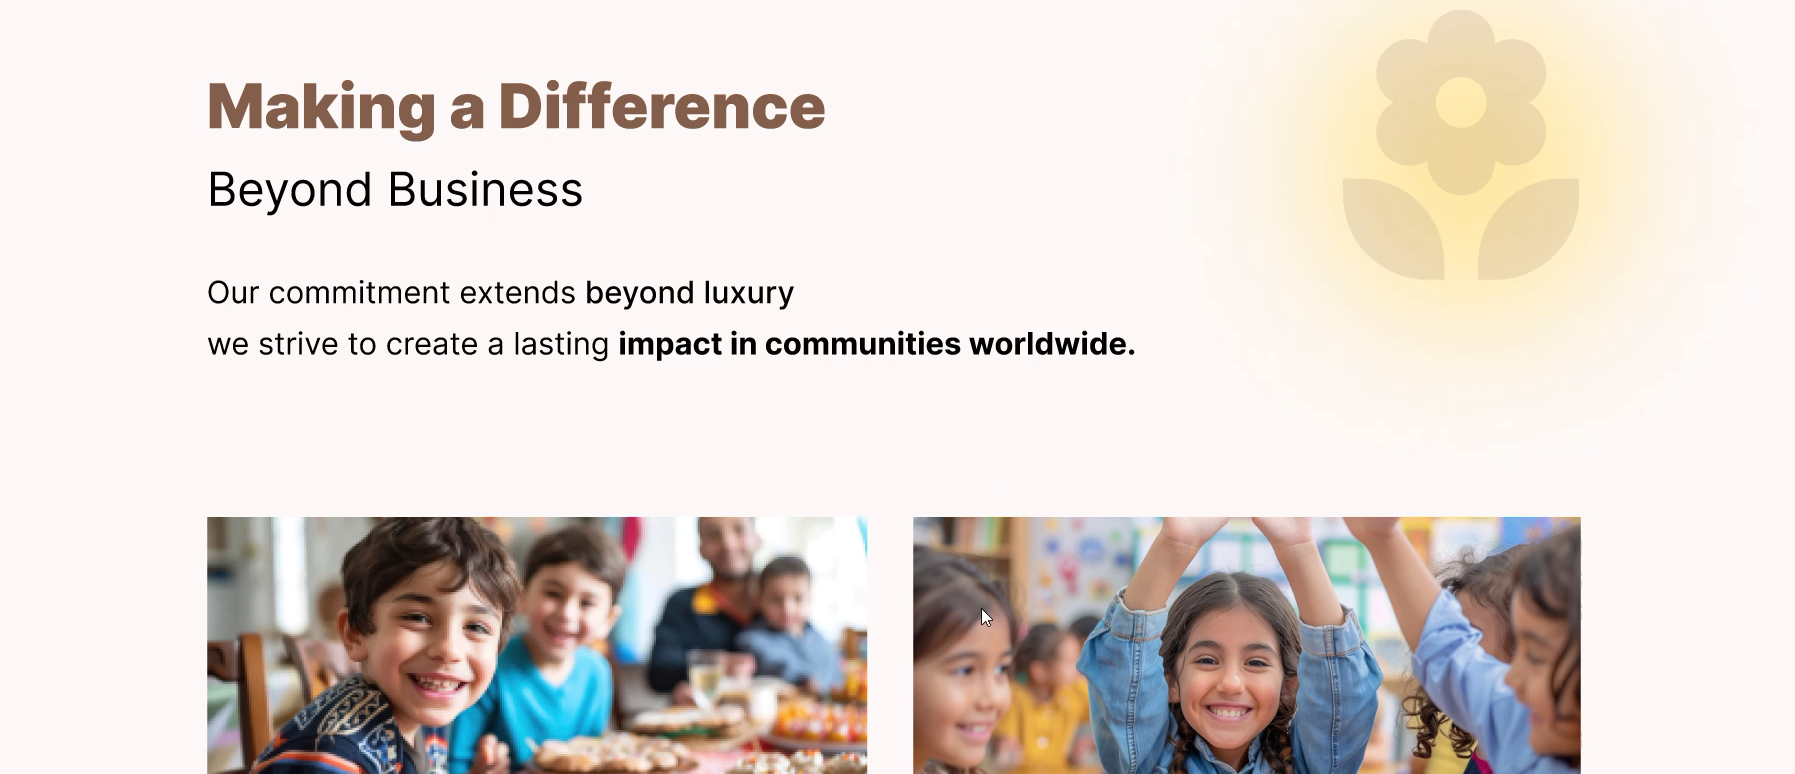 Making a Difference
Beyond Business
Our commitment extends beyond luxury
we strive to create a lasting impact in communities worldwide.